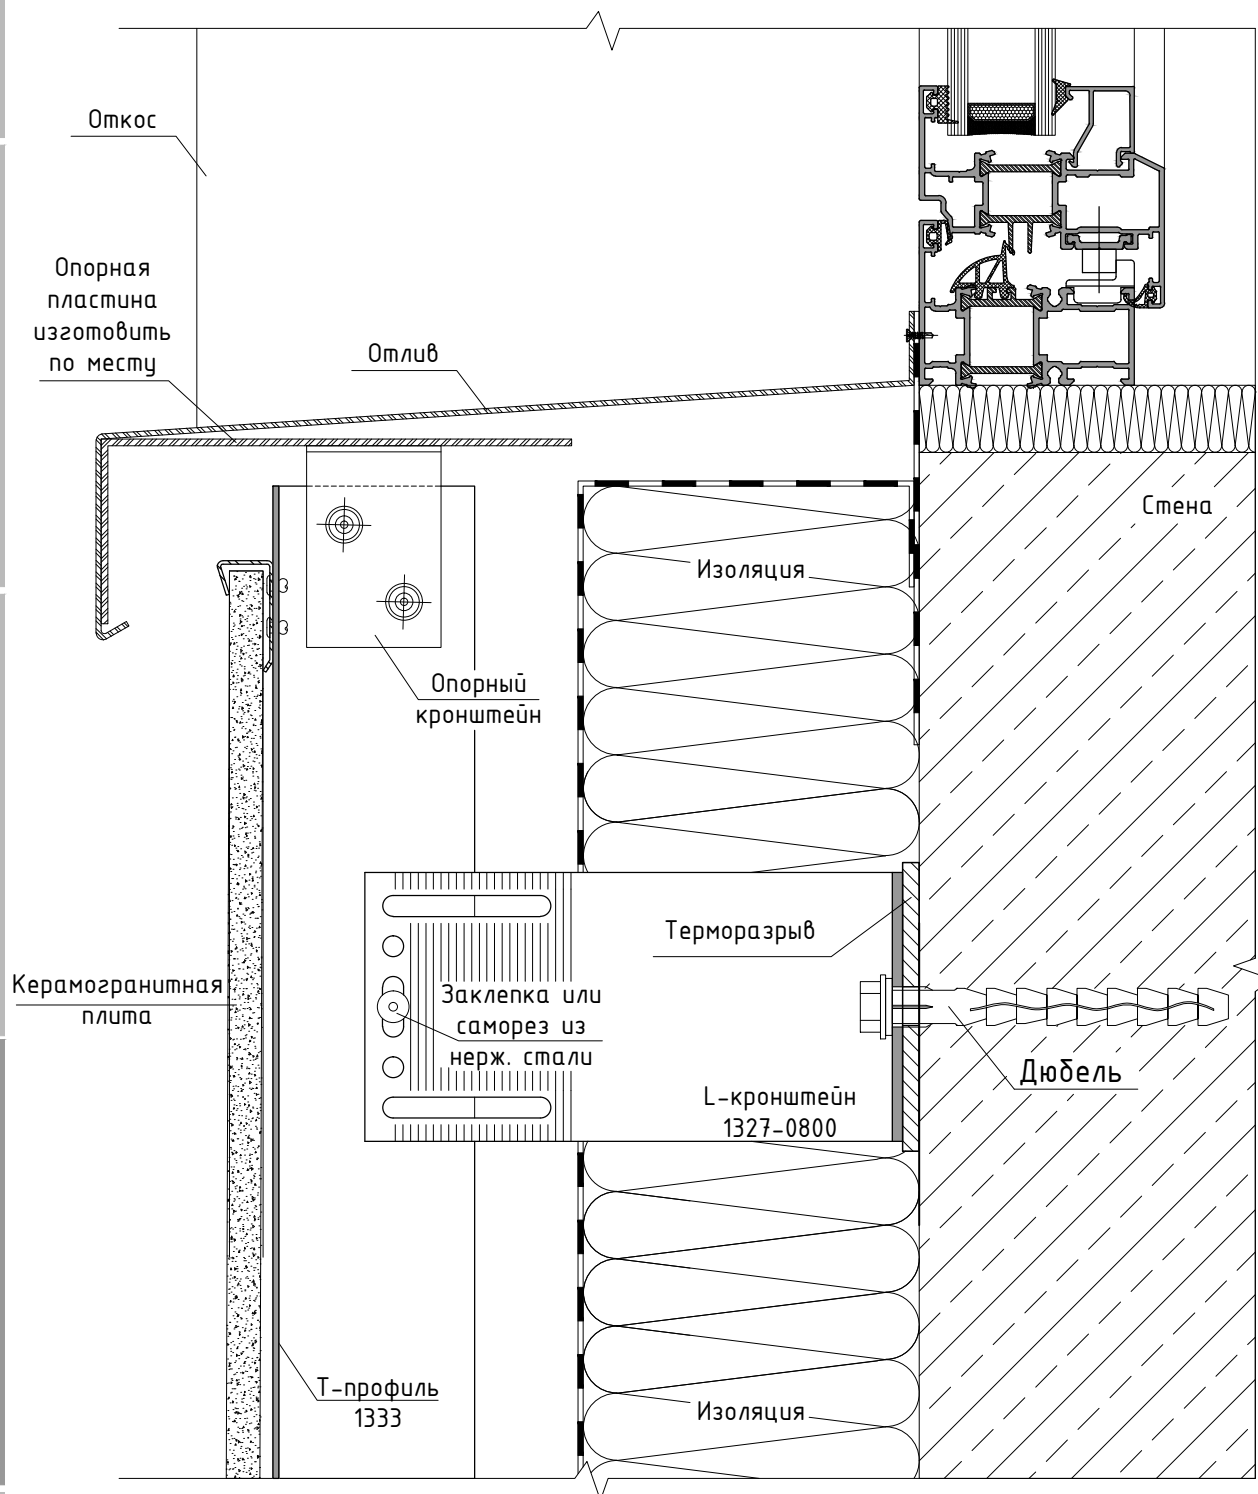 Откос
Опорная
пластина
изготовить
по месту
Отлив
Стена
Изоляция
Опорный
кронштейн
Терморазрыв
Керамогранитная
плита
Заклепка или
саморез из
нерж. стали
Дюбель
L-кронштейн
1327-0800
Т-профиль
1333
Изоляция